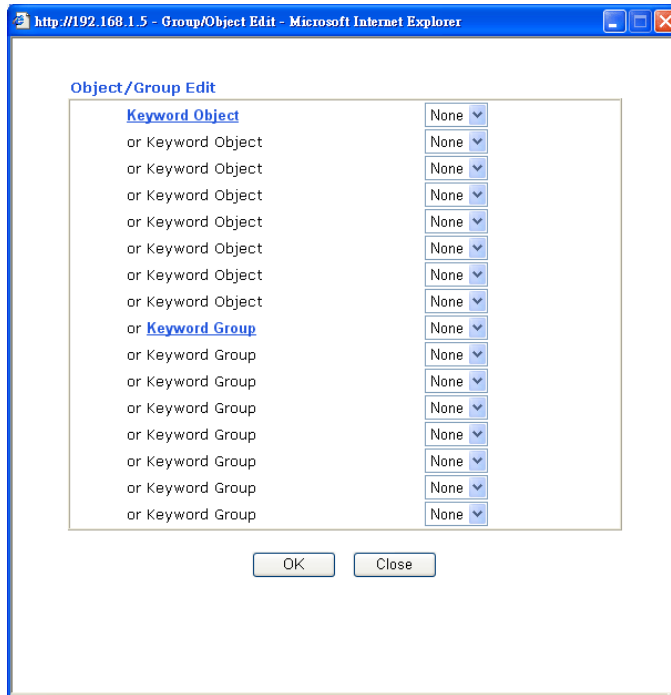 http://192.168.1.5 - Group/Object Edit - Microsoft Internet Explorer
Object/Group Edit
Keyword Object None
or Keyword Object None
or Keyword Object None
or Keyword Object None
or Keyword Object None
or Keyword Object None
or Keyword Object None
or Keyword Object None
or Keyword Group None
or Keyword Group None
or Keyword Group None
or Keyword Group None
or Keyword Group None
or Keyword Group None
or Keyword Group None
or Keyword Group None
OK Close